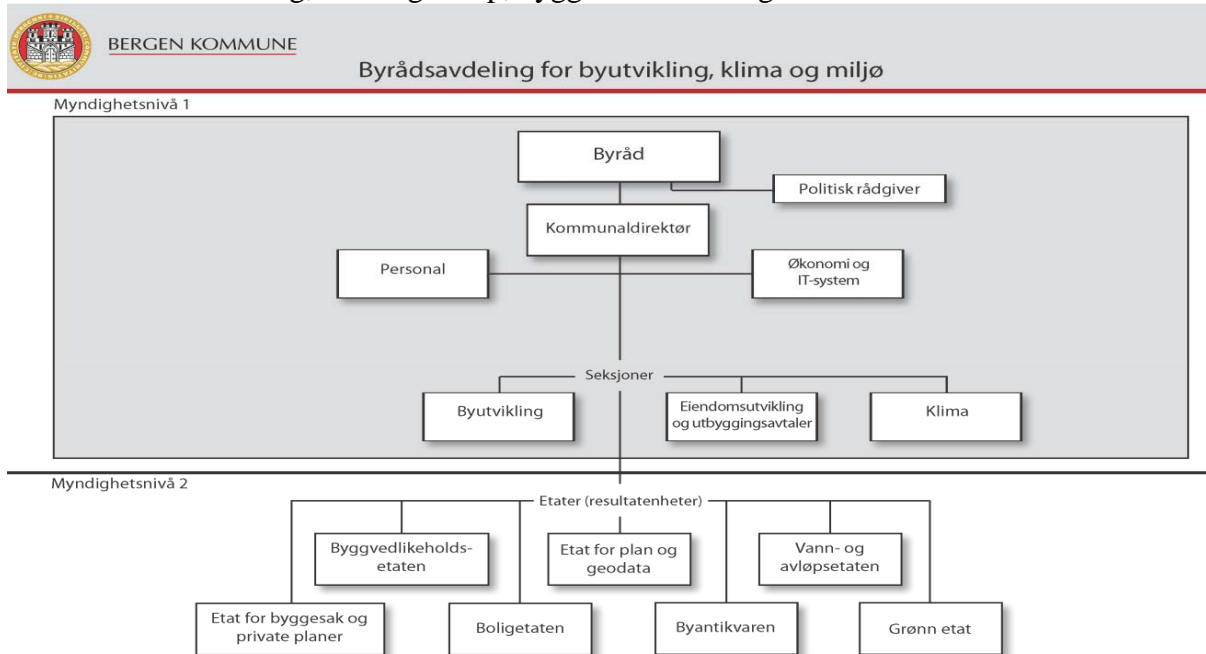 BERGEN KOMMUNE
Byrådsavdeling for byutvikling, klima og miljø
Myndighetsnivå 1
Byråd
Politisk rådgiver
Kommunaldirektør
Personal
Økonomi og
IT-system
Seksjoner
Byutvikling
Eiendomsutvikling
og utbyggingsavtaler
Klima
Myndighetsnivå 2
Etater (resultatenheter)
Byggvedlikeholds-
etaten
Etat for plan og
geodata
Vann- og
avløpsetaten
Etat for byggesak og
private planer
Boligetaten
Byantikvaren
Grønn etat